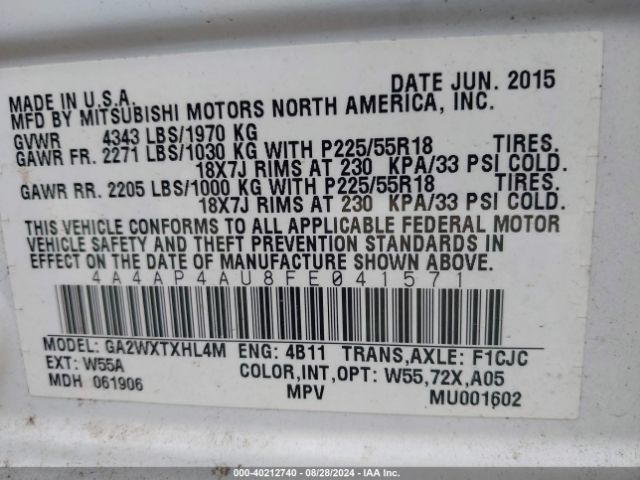 MADE IN U.S.A. DATE JUN. 2015
MFD BY MITSUBISHI MOTORS NORTH AMERICA, INC.
GVWR 4343 LBS/1970 KG
GAWR FR. 2271 LBS/1030 KG WITH P225/55R18 TIRES.
18X7J RIMS AT 230 KPA/33 PSI COLD.
GAWR RR. 2205 LBS/1000 KG WITH P225/55R18 TIRES.
18X7J RIMS AT 230 KPA/33 PSI COLD.
THIS VEHICLE CONFORMS TO ALL APPLICABLE FEDERAL MOTOR
VEHICLE SAFETY AND THEFT PREVENTION STANDARDS IN
EFFECT ON THE DATE OF MANUFACTURE SHOWN ABOVE.
4A4AP4AU8FE041571
MODEL: GA2WXTXHL4M ENG: 4B11 TRANS,AXLE: F1CJC
EXT: W55A COLOR,INT,OPT: W55,72X,A05
MDH 061906 MPV MU001602
000-40212740 - 08/28/2024 - IAA Inc.